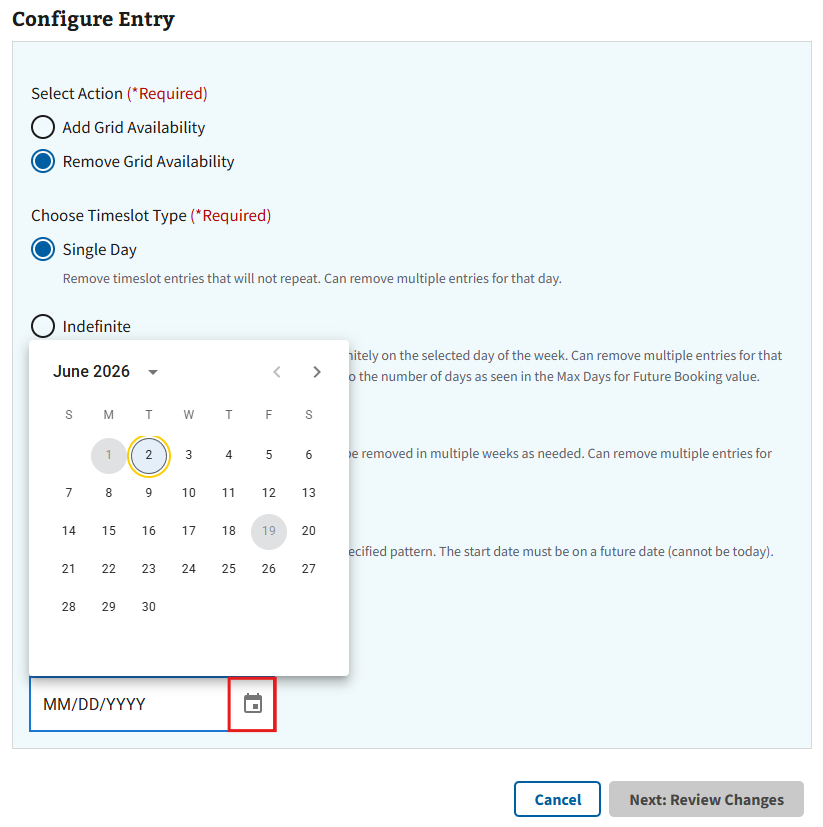 Configure Entry
Select Action (*Required)
Add Grid Availability
Remove Grid Availability
Choose Timeslot Type (*Required)
Single Day
Remove timeslot entries that will not repeat. Can remove multiple entries for that day.
Indefinite
nitely on the selected day of the week. Can remove multiple entries for that
o the number of days as seen in the Max Days for Future Booking value.
June 2026
S M T W T F S
1 2 3 4 5 6
be removed in multiple weeks as needed. Can remove multiple entries for
7 8 9 10 11 12 13
14 15 16 17 18 19 20
ecified pattern. The start date must be on a future date (cannot be today).
21 22 23 24 25 26 27
28 29 30
MM/DD/YYYY
Cancel
Next: Review Changes